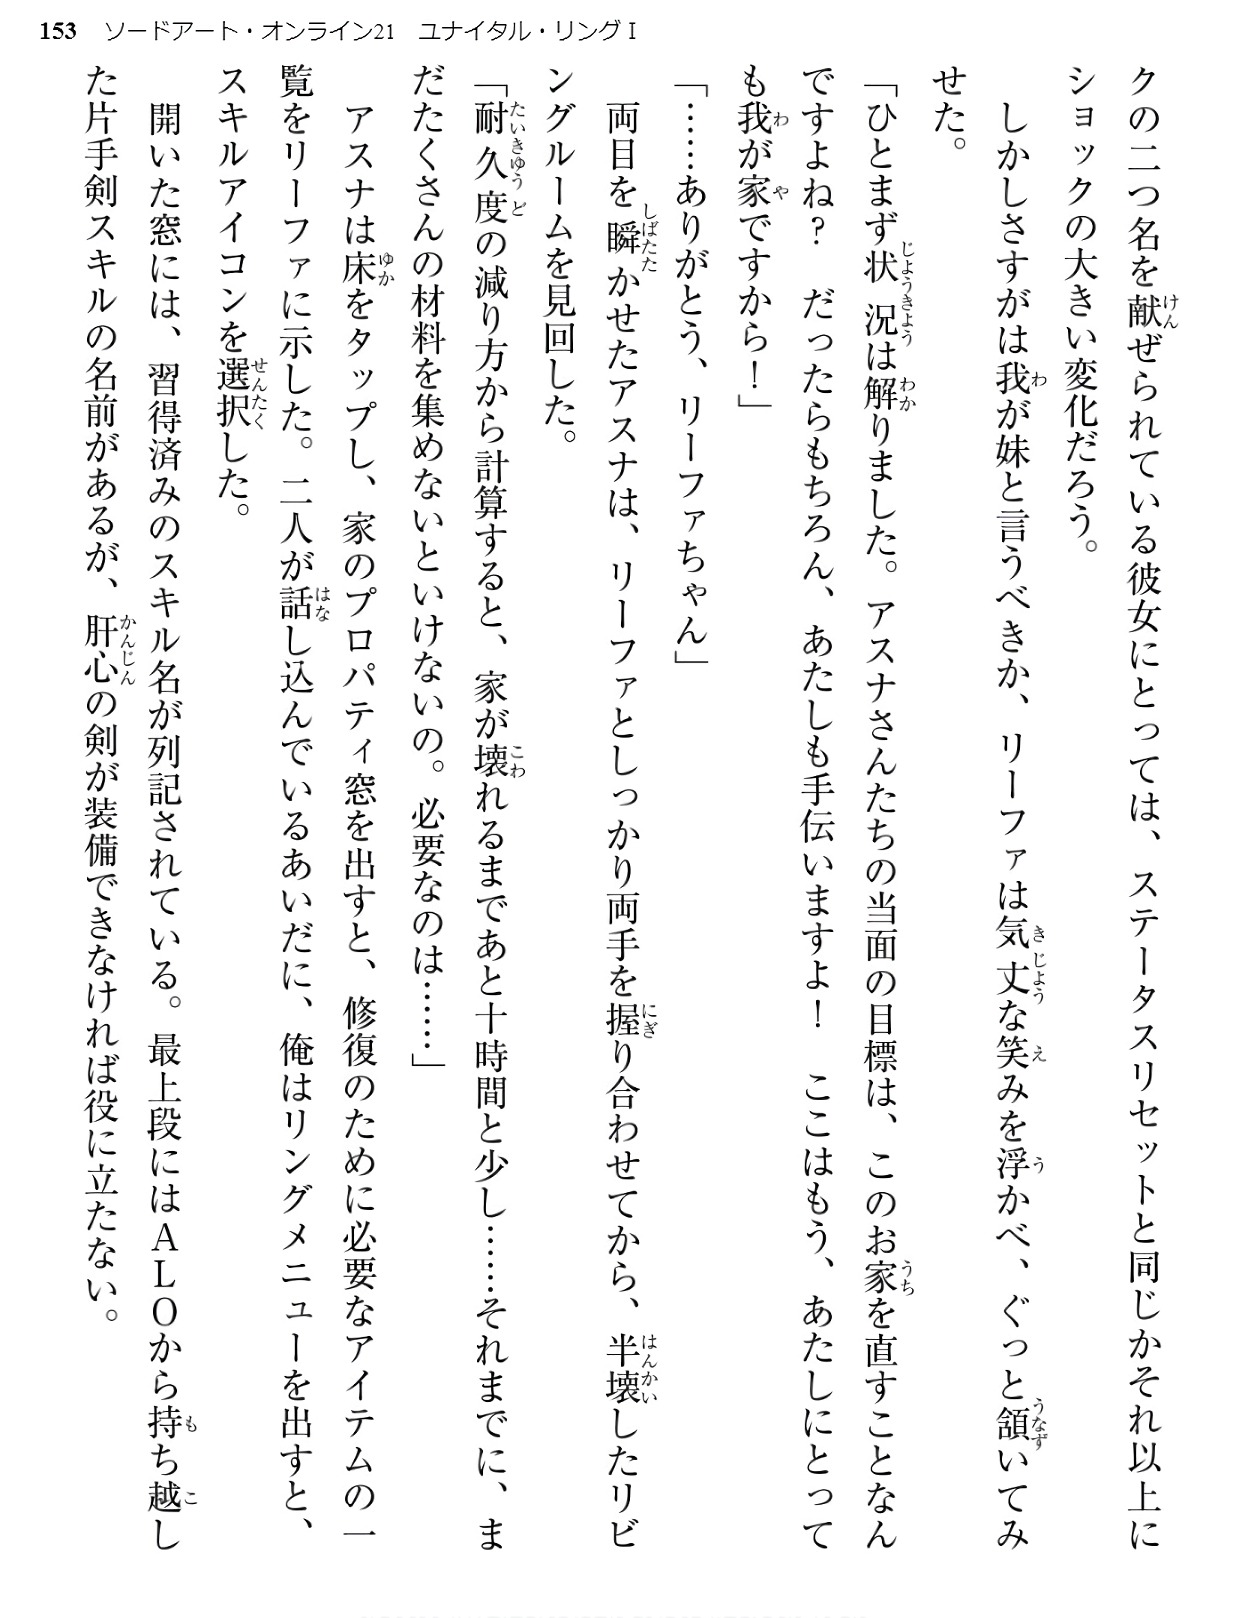 153 ソードアート・オンライン21 ユナイタル・リングⅠ
クの二つ名を献ぜられている彼女にとっては、ステータスリセットと同じかそれ以上に
ショックの大きい変化だろう。
　しかしさすがは我が妹と言うべきか、リーファは気丈な笑みを浮かべ、ぐっと頷いてみ
せた。
「ひとまず状況は解りました。アスナさんたちの当面の目標は、このお家を直すことなん
ですよね？　だったらもちろん、あたしも手伝いますよ！　ここはもう、あたしにとって
も我が家ですから！」
「……ありがとう、リーファちゃん」
　両目を瞬かせたアスナは、リーファとしっかり両手を握り合わせてから、半壊したリビ
ングルームを見回した。
「耐久度の減り方から計算すると、家が壊れるまであと十時間と少し……それまでに、ま
だたくさんの材料を集めないといけないの。必要なのは……」
　アスナは床をタップし、家のプロパティ窓を出すと、修復のために必要なアイテムの一
覧をリーファに示した。二人が話し込んでいるあいだに、俺はリングメニューを出すと、
スキルアイコンを選択した。
　開いた窓には、習得済みのスキル名が列記されている。最上段にはＡＬＯから持ち越し
た片手剣スキルの名前があるが、肝心の剣が装備できなければ役に立たない。